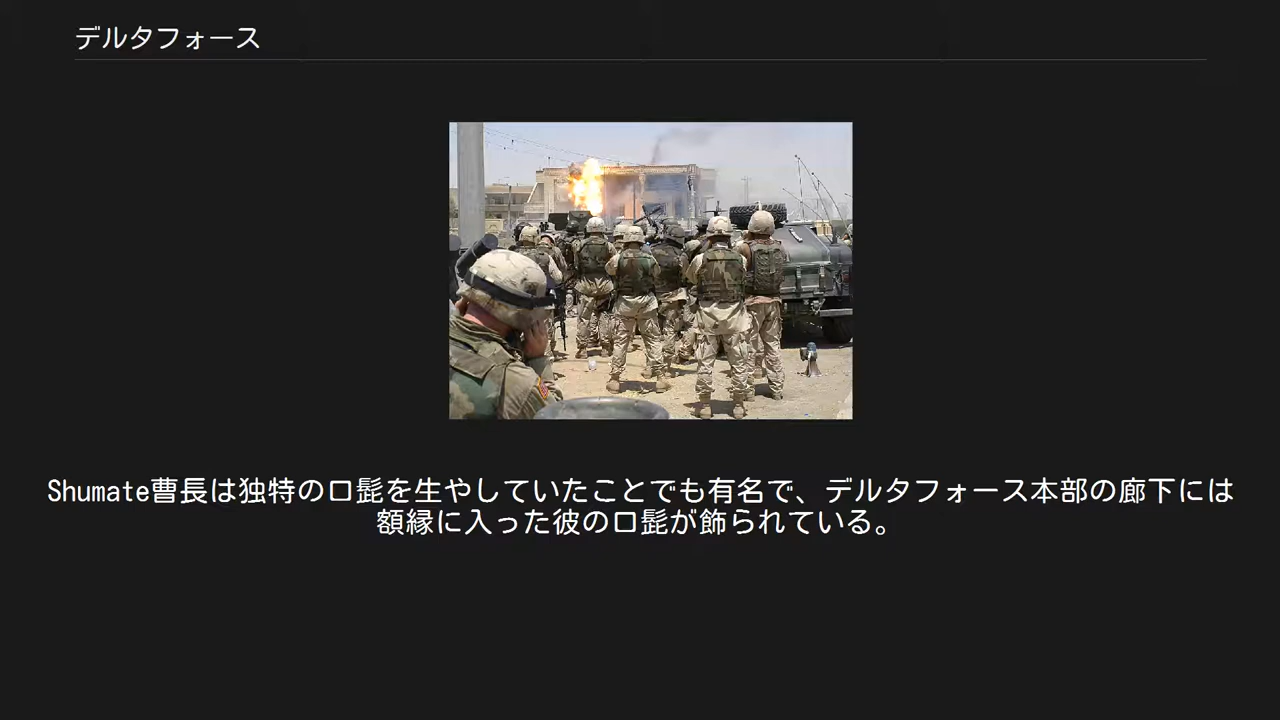 デルタフォース
Shumate曹長は独特の口髭を生やしていたことでも有名で、デルタフォース本部の廊下には
額縁に入った彼の口髭が飾られている。